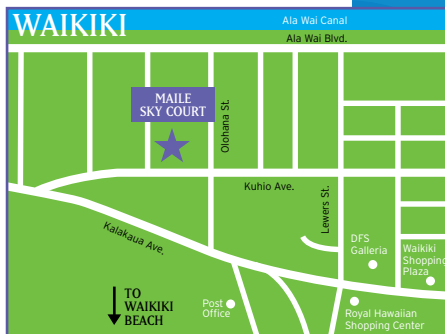 WAIKIKI
Ala Wai Canal
Ala Wai Blvd.
MAILE
SKY COURT
Olohana St.
Kuhio Ave.
Lewers St.
Kalakaua Ave.
DFS
Galleria
Waikiki
Shopping
Plaza
TO
WAIKIKI
BEACH
Post
Office
Royal Hawaiian
Shopping Center